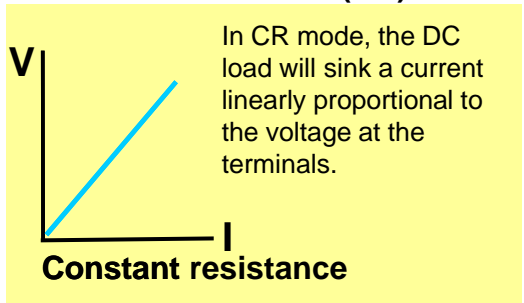 In CR mode, the DC
load will sink a current
linearly proportional to
the voltage at the
terminals.
V
I
Constant resistance